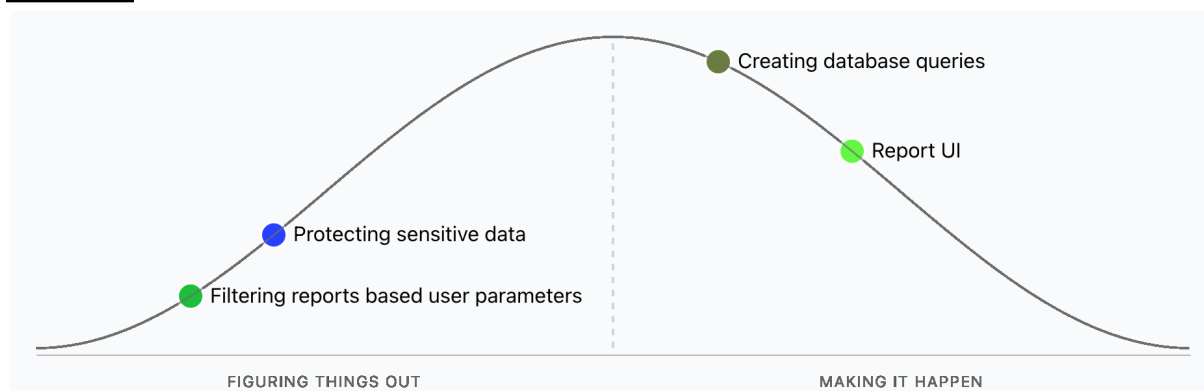 Creating database queries
Report UI
Protecting sensitive data
Filtering reports based user parameters
FIGURING THINGS OUT
MAKING IT HAPPEN